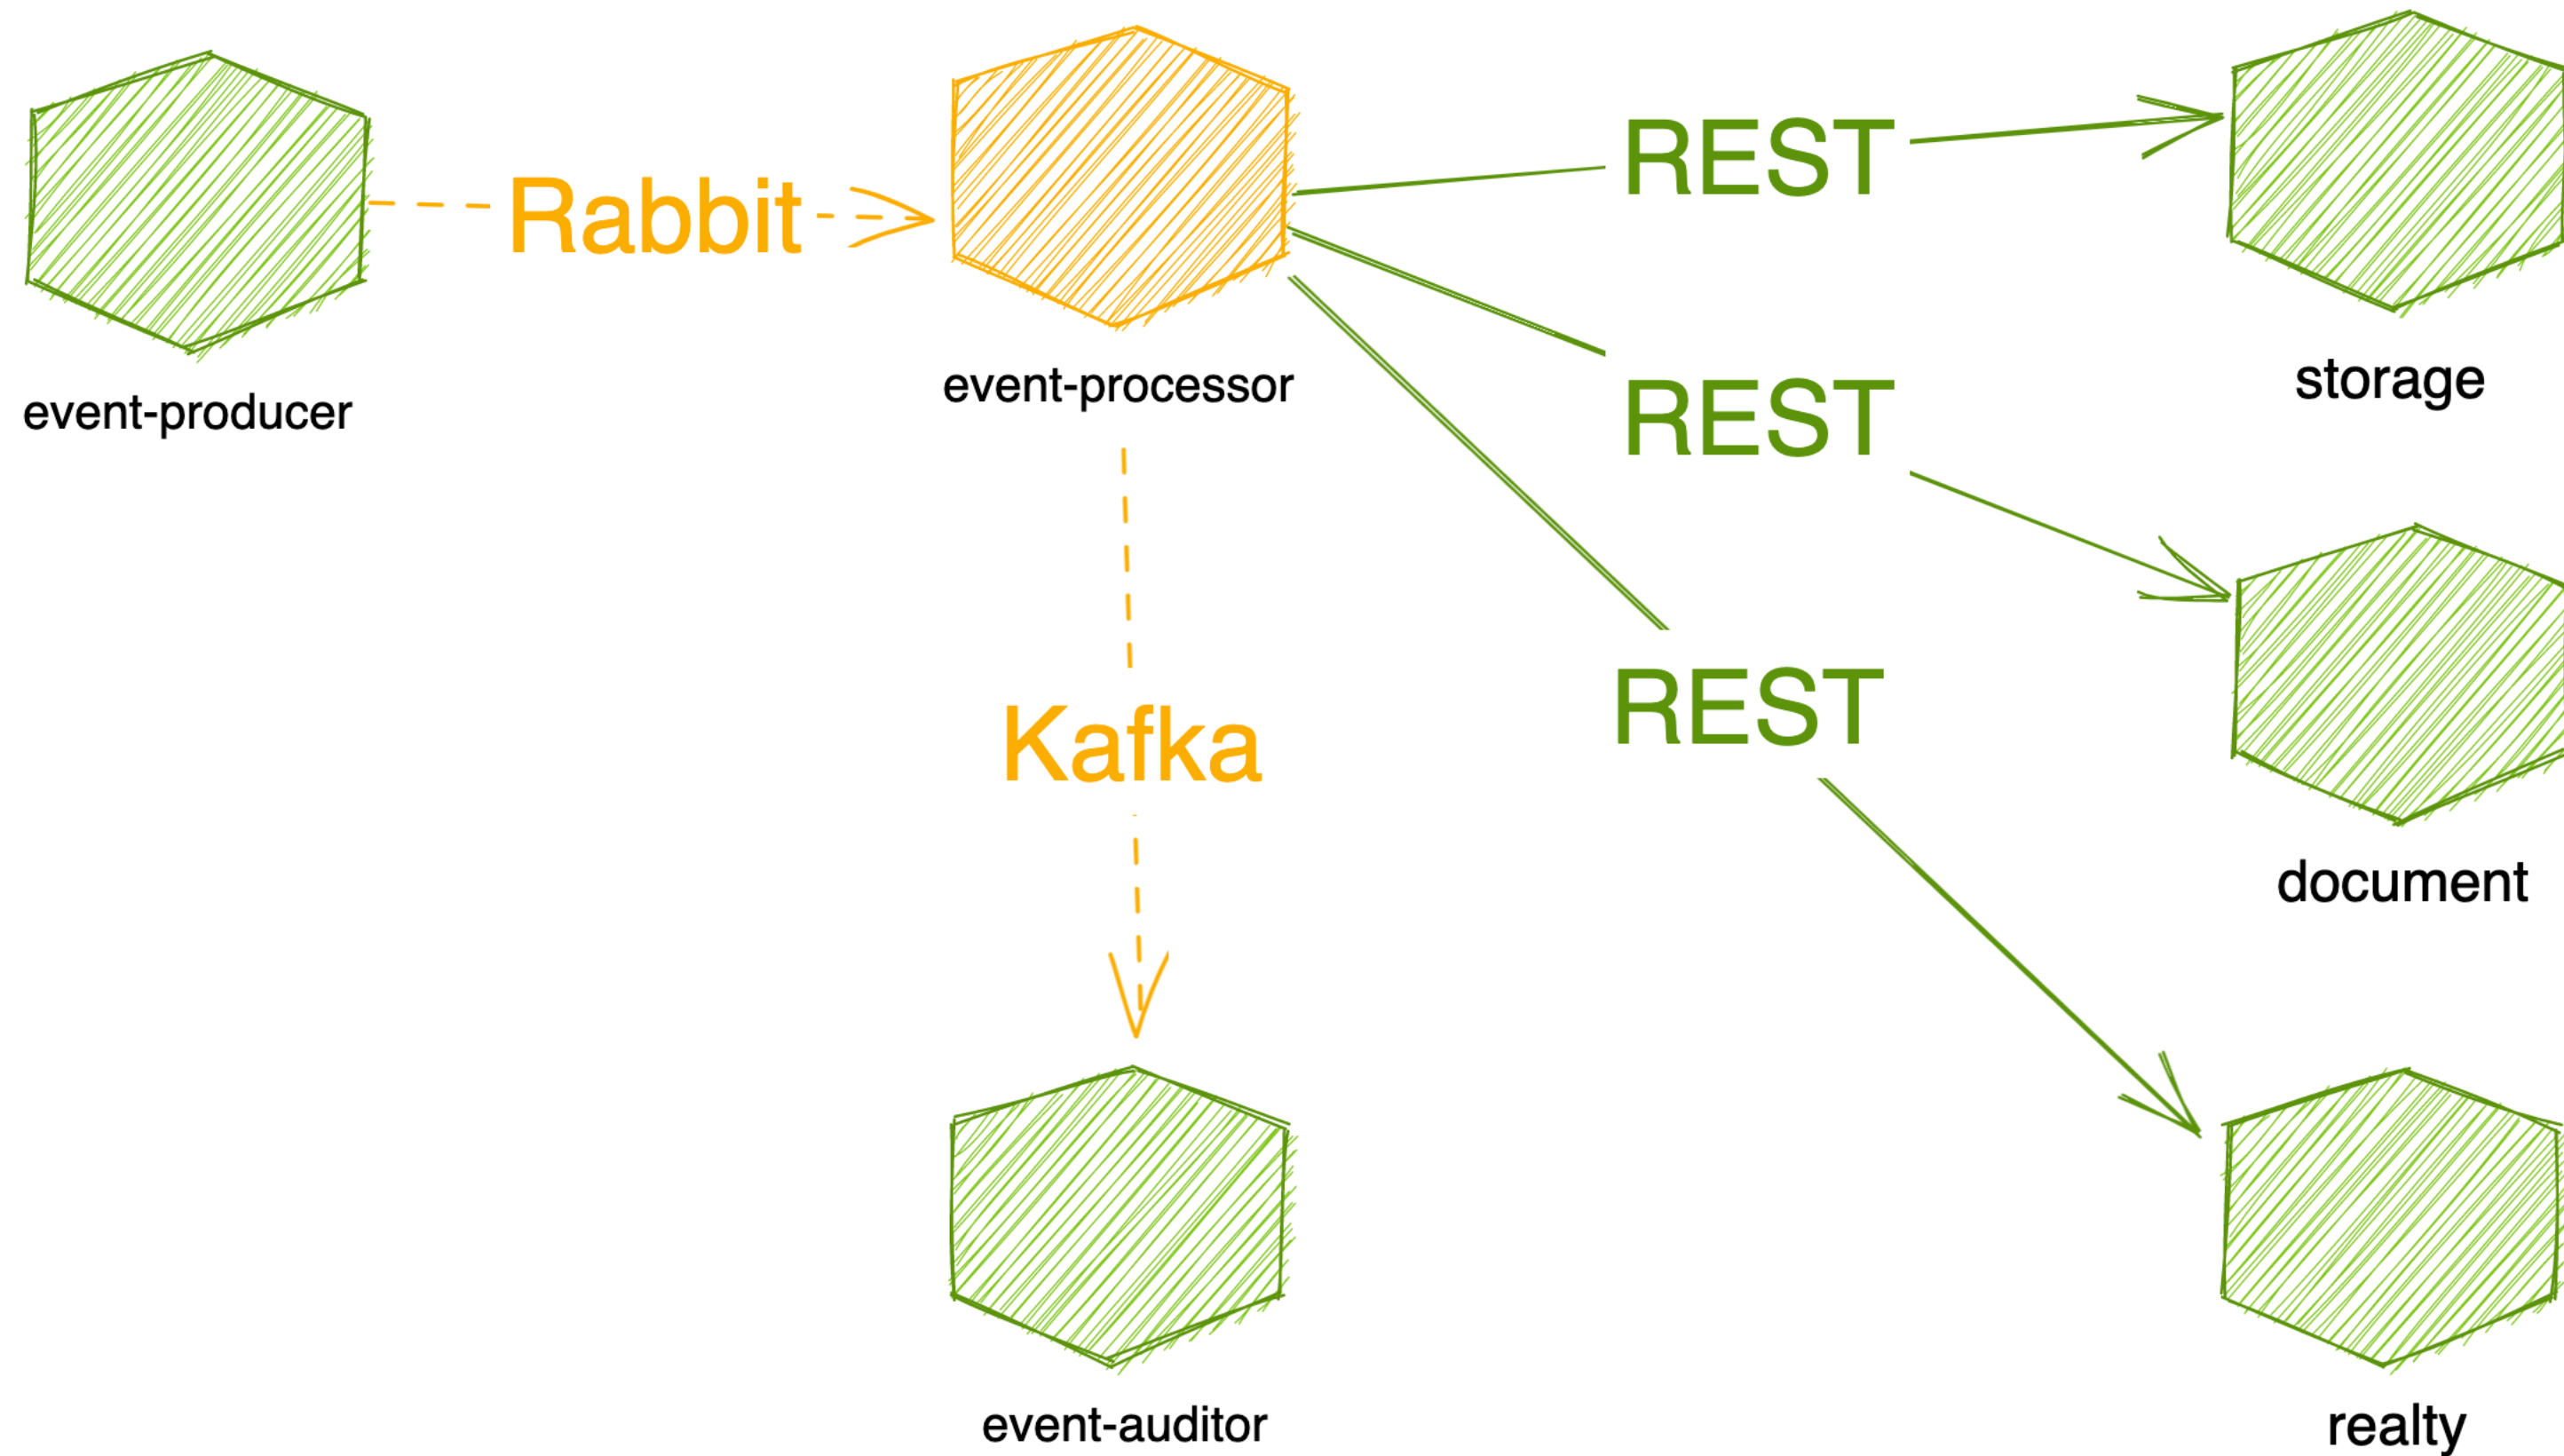 REST
Rabbit
storage
event-processor
event-producer
REST
REST
Kafka
document
event-auditor
realty